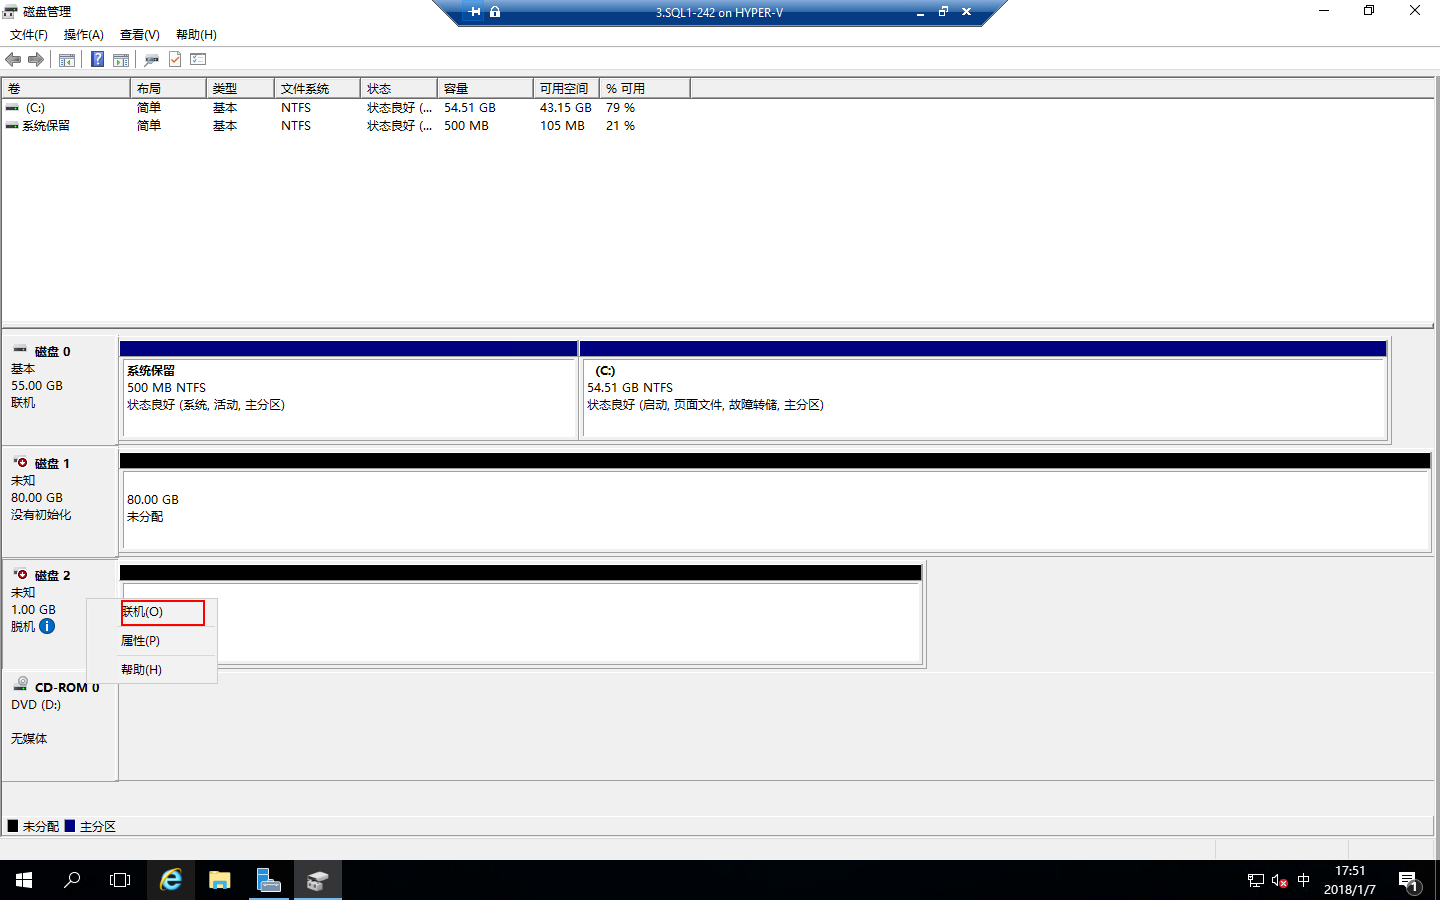 磁盘管理
3.SQL1-242 on HYPER-V
文件(F) 操作(A) 查看(V) 帮助(H)
卷 布局 类型 文件系统 状态 容量 可用空间 % 可用
(C:) 简单 基本 NTFS 状态良好 (... 54.51 GB 43.15 GB 79 %
系统保留 简单 基本 NTFS 状态良好 (... 500 MB 105 MB 21 %
磁盘 0
基本
55.00 GB
联机
系统保留
500 MB NTFS
状态良好 (系统, 活动, 主分区)
(C:)
54.51 GB NTFS
状态良好 (启动, 页面文件, 故障转储, 主分区)
磁盘 1
未知
80.00 GB
没有初始化
80.00 GB
未分配
磁盘 2
未知
1.00 GB
脱机
联机(O)
属性(P)
帮助(H)
CD-ROM 0
DVD (D:)
无媒体
未分配 主分区
中
17:51
2018/1/7
1